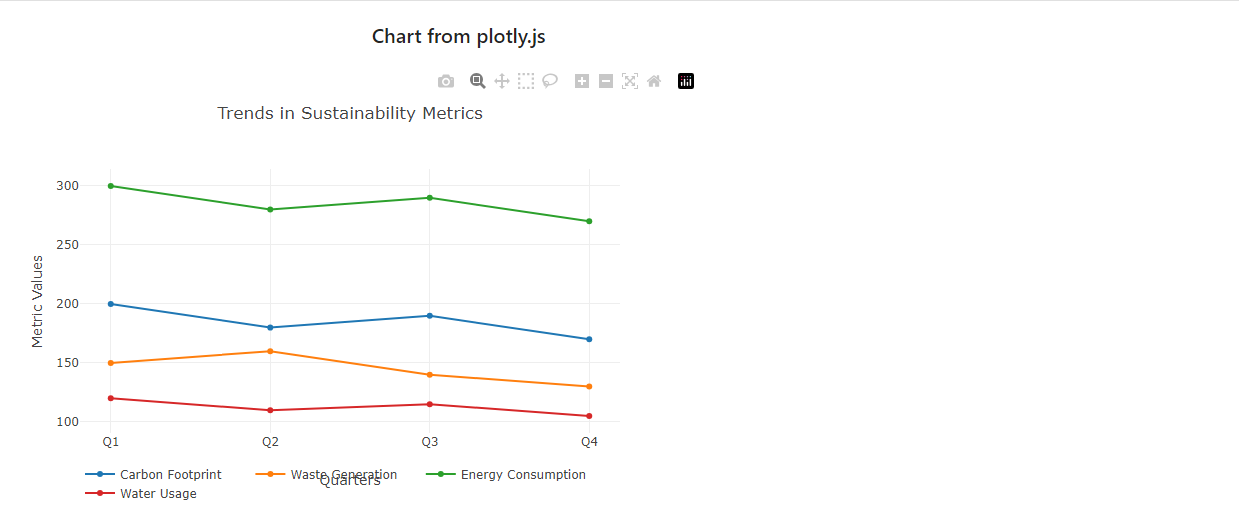 Chart from plotly.js
Trends in Sustainability Metrics
300
250
200
150
100
Metric Values
Q1 Q2 Q3 Q4
Quarters
Carbon Footprint Waste Generation Energy Consumption
Water Usage